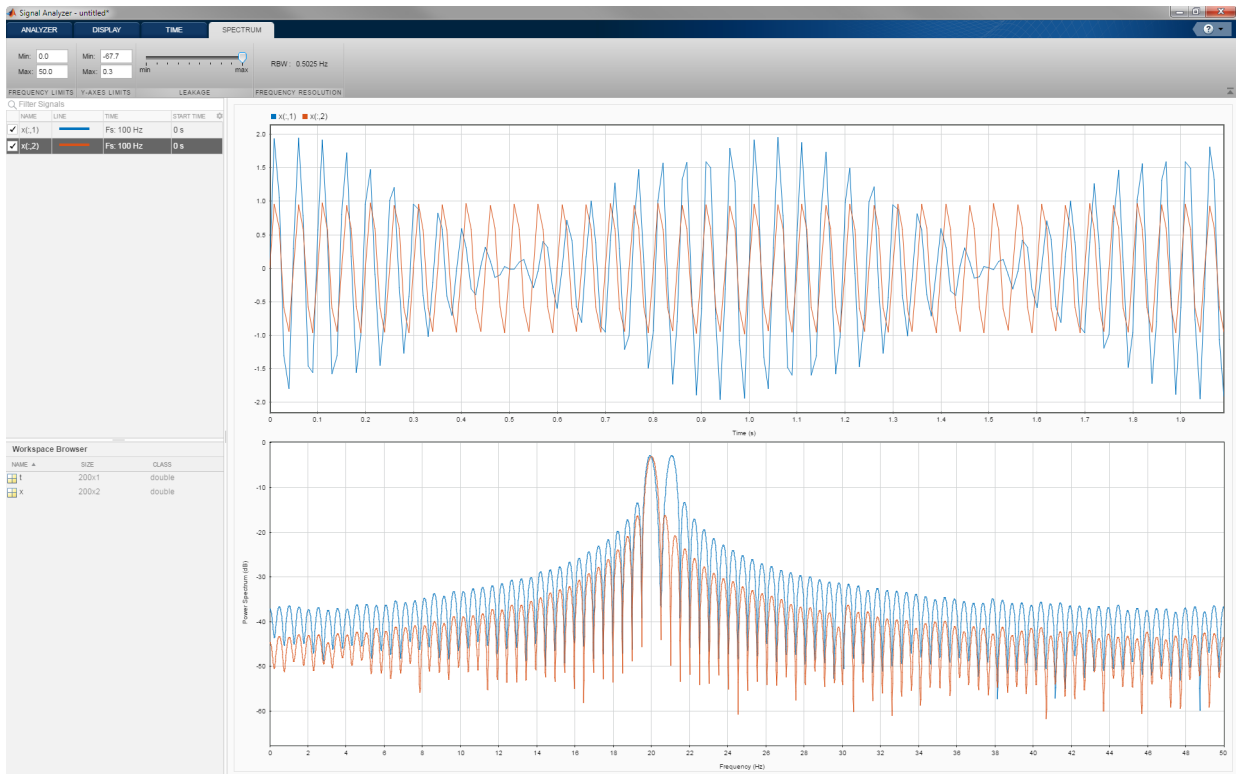 Signal Analyzer - untitled*
ANALYZER DISPLAY TIME SPECTRUM
?
Min: 0.0 Min: -67.7
min max RBW : 0.5025 Hz
Max: 50.0 Max: 0.3
FREQUENCY LIMITS Y-AXES LIMITS LEAKAGE FREQUENCY RESOLUTION
Filter Signals
NAME LINE TIME START TIME
x(:,1) Fs: 100 Hz 0 s
x(:,2) Fs: 100 Hz 0 s
Workspace Browser
NAME SIZE CLASS
t 200x1 double
x 200x2 double
x(:,1) x(:,2)
2.0
1.5
1.0
0.5
0
-0.5
-1.0
-1.5
-2.0
0 0.1 0.2 0.3 0.4 0.5 0.6 0.7 0.8 0.9 1.0 1.1 1.2 1.3 1.4 1.5 1.6 1.7 1.8 1.9
Time (s)
Power Spectrum (dB)
0
-10
-20
-30
-40
-50
-60
0 2 4 6 8 10 12 14 16 18 20 22 24 26 28 30 32 34 36 38 40 42 44 46 48 50
Frequency (Hz)